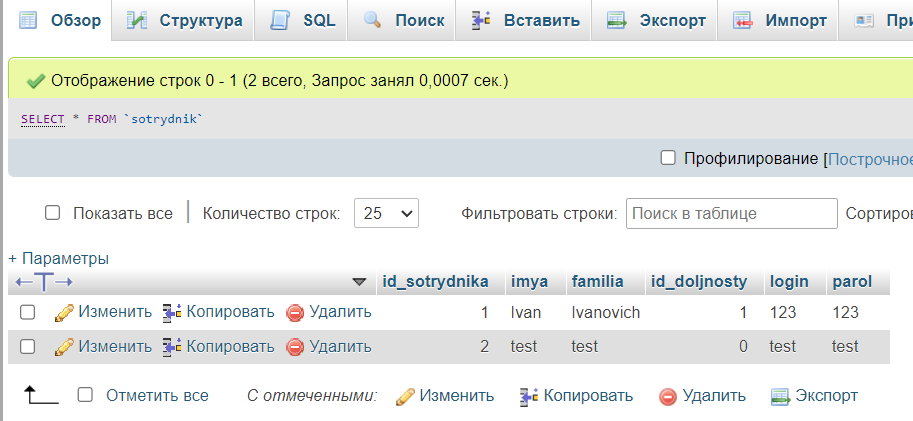 Обзор Структура SQL Поиск Вставить Экспорт Импорт
Отображение строк 0 - 1 (2 всего, Запрос занял 0,0007 сек.)
SELECT * FROM `sotrydnik`
Профилирование [Построчное
Показать все Количество строк: 25 Фильтровать строки: Поиск в таблице Сортиров
+ Параметры
←T→ id_sotrydnika imya familia id_doljnosty login parol
Изменить Копировать Удалить 1 Ivan Ivanovich 1 123 123
Изменить Копировать Удалить 2 test test 0 test test
Отметить все С отмеченными: Изменить Копировать Удалить Экспорт